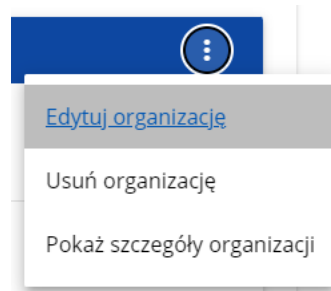 Edytuj organizację
Usuń organizację
Pokaż szczegóły organizacji